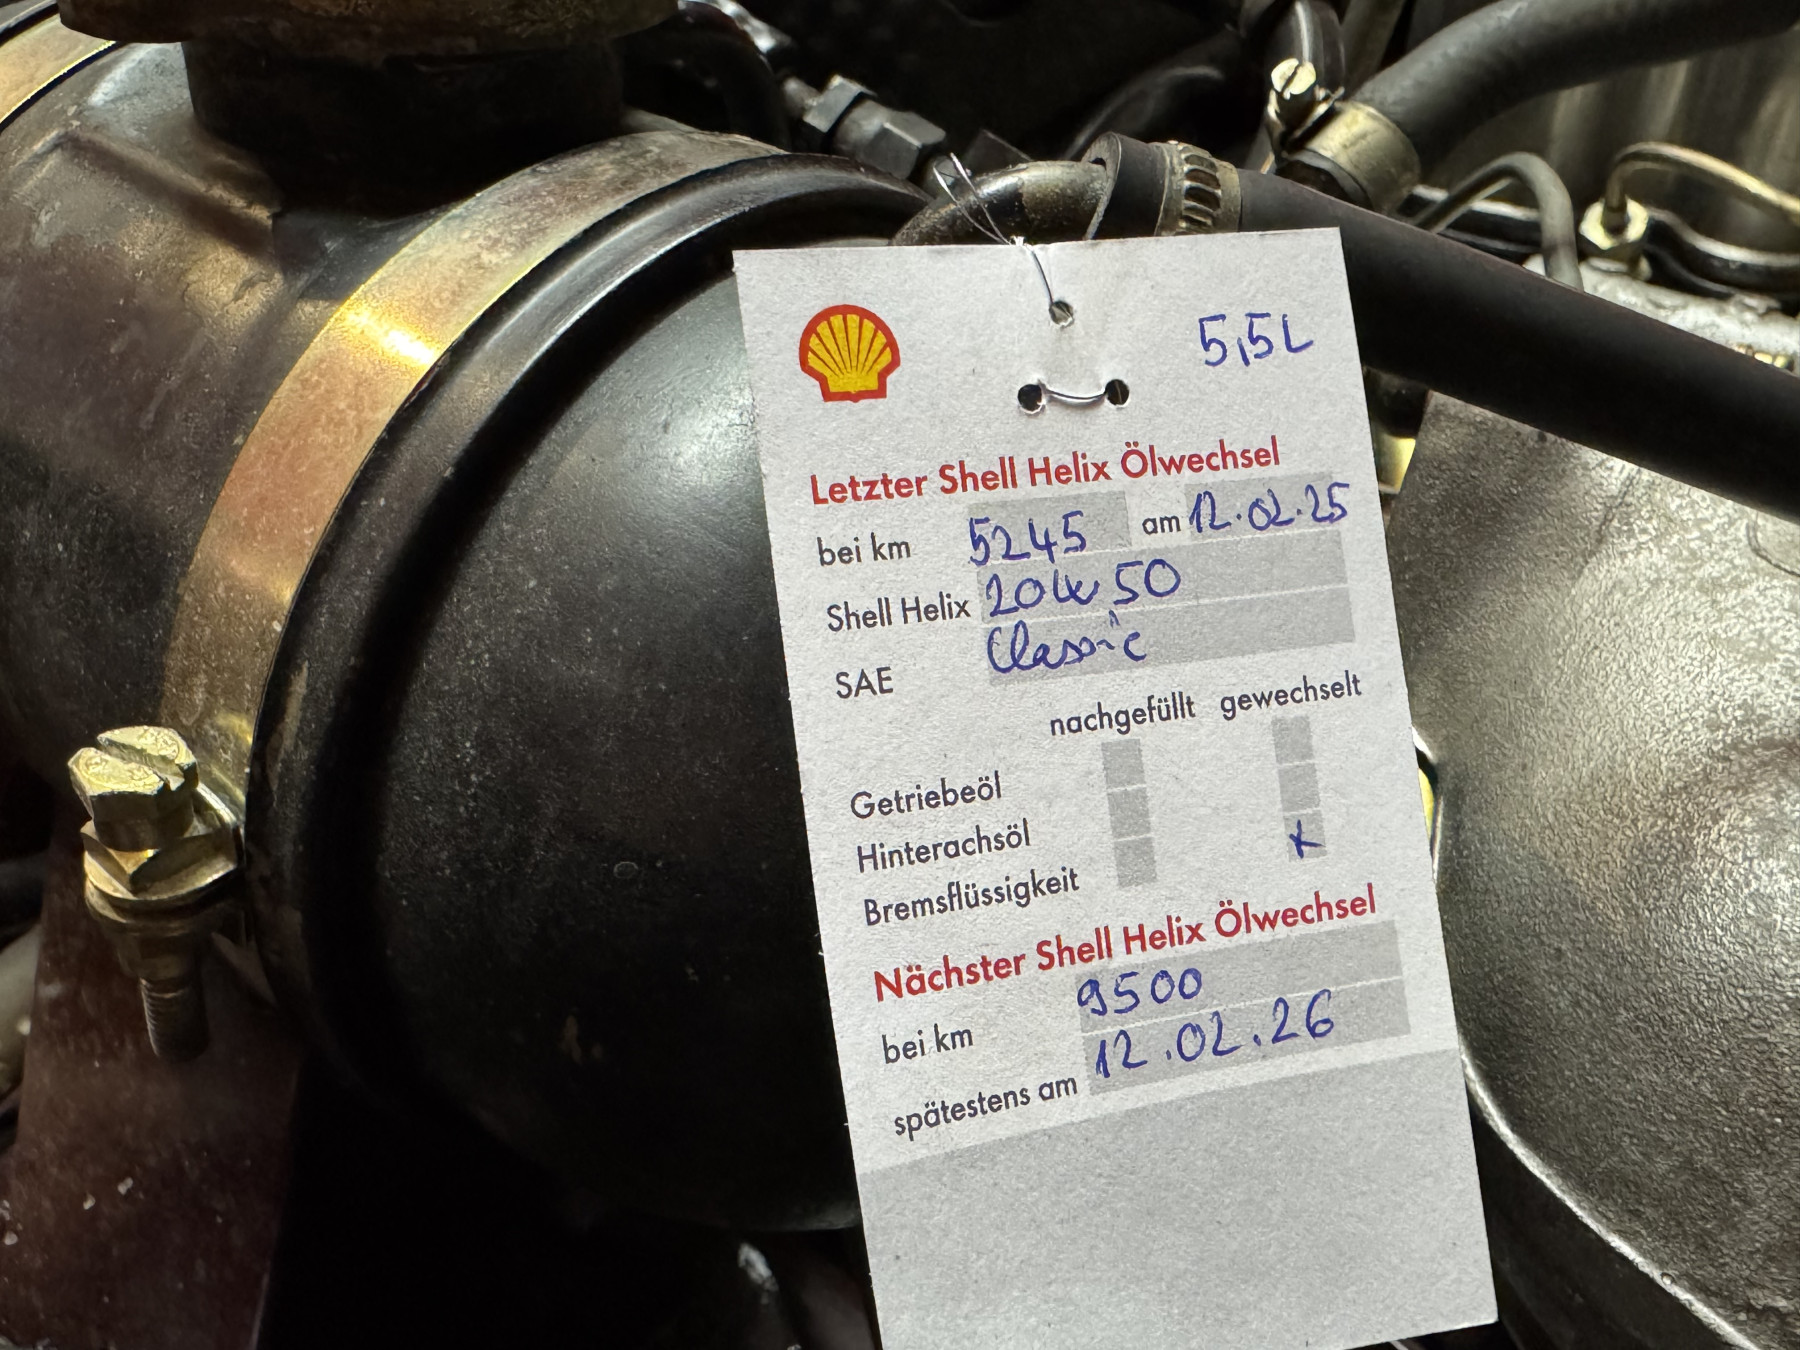 5,5L
Letzter Shell Helix Ölwechsel
bei km 5245 am 12.02.25
Shell Helix 20W50
SAE Classic
nachgefüllt gewechselt
Getriebeöl
Hinterachsöl
Bremsflüssigkeit x
Nächster Shell Helix Ölwechsel
bei km 9500
spätestens am 12.02.26